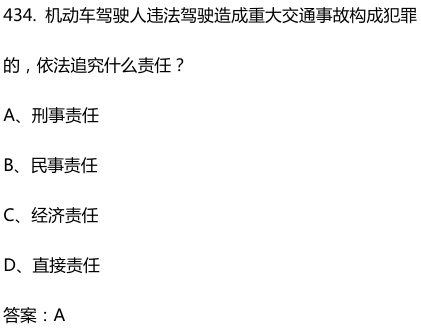 434. 机动车驾驶人违法驾驶造成重大交通事故构成犯罪
的，依法追究什么责任？
A、刑事责任
B、民事责任
C、经济责任
D、直接责任
答案：A